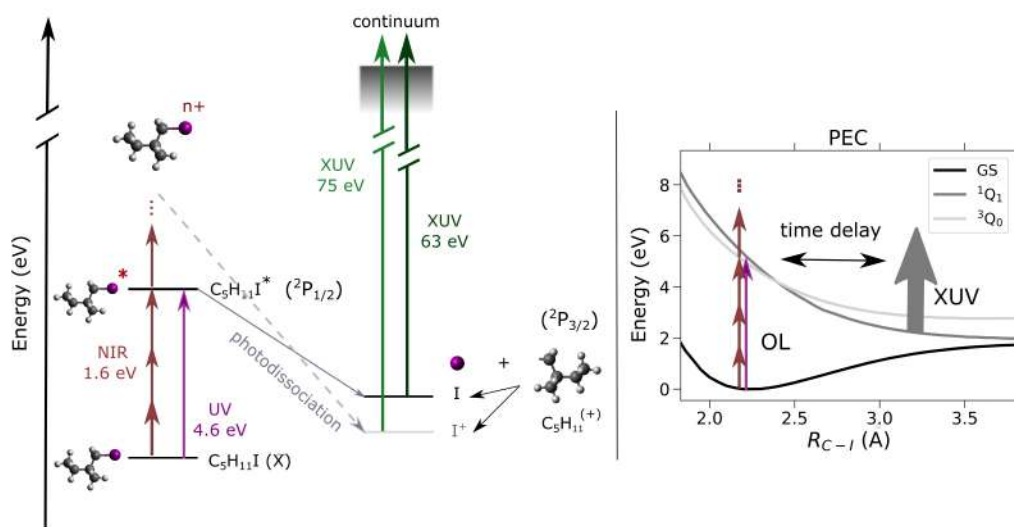 continuum
n+
XUV
75 eV
XUV
63 eV
Energy (eV)
*
C₅H₁₁I* (²P₁/₂)
NIR
1.6 eV
UV
4.6 eV
photodissociation
C₅H₁₁I (X)
(²P₃/₂)
I
+
I⁺
C₅H₁₁⁽⁺⁾
PEC
GS
¹Q₁
³Q₀
time delay
XUV
OL
Energy (eV)
8
6
4
2
0
2.0 2.5 3.0 3.5
R_C−I (A)